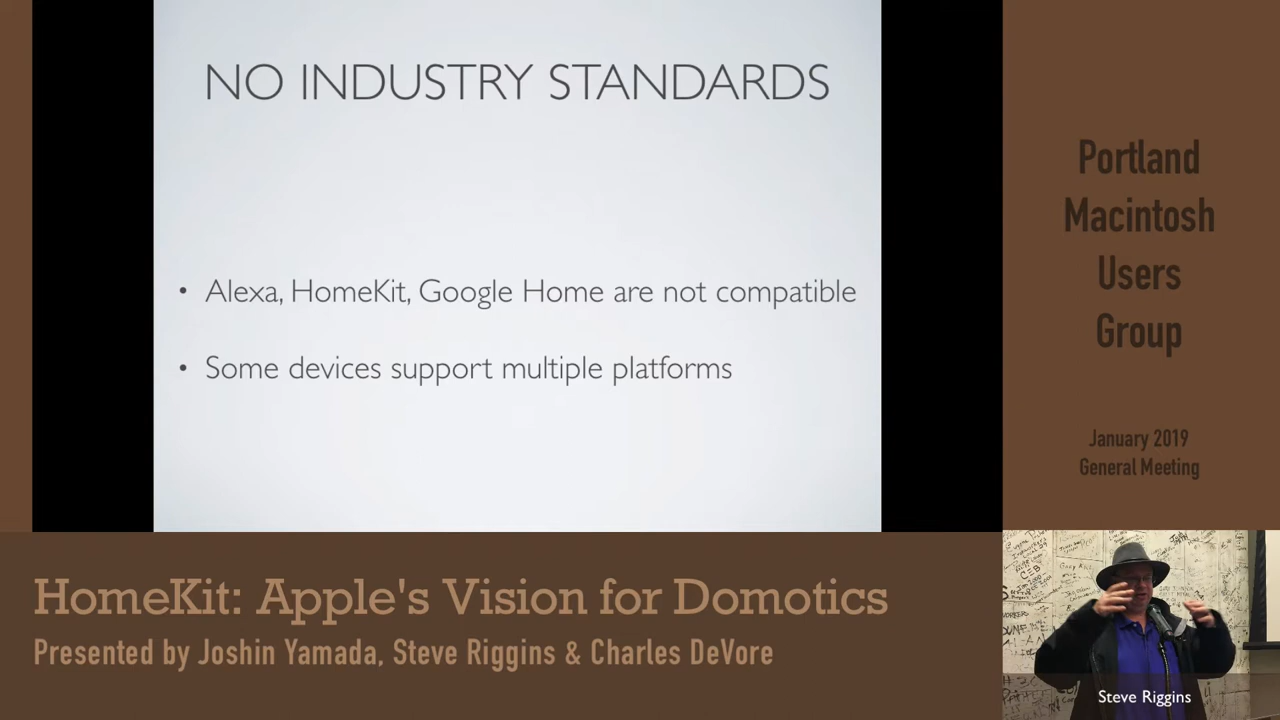 NO INDUSTRY STANDARDS
• Alexa, HomeKit, Google Home are not compatible
• Some devices support multiple platforms
Portland
Macintosh
Users
Group
January 2019
General Meeting
HomeKit: Apple's Vision for Domotics
Presented by Joshin Yamada, Steve Riggins & Charles DeVore
Steve Riggins